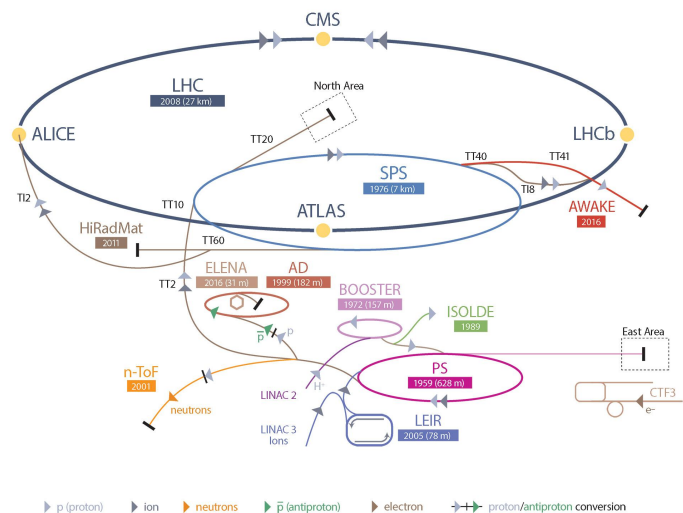 CMS
LHC
2008 (27 km)
North Area
ALICE
TT20
LHCb
TT40
TT41
SPS
1976 (7 km)
TI8
TI2
TT10
ATLAS
AWAKE
2016
HiRadMat
2011
TT60
ELENA
2016 (31 m)
AD
1999 (182 m)
TT2
BOOSTER
1972 (157 m)
ISOLDE
1989
p
p̅
East Area
n-ToF
2001
PS
1959 (628 m)
H⁻
LINAC 2
neutrons
CTF3
e⁻
LINAC 3
Ions
LEIR
2005 (78 m)
p (proton)
ion
neutrons
p̅ (antiproton)
electron
proton/antiproton conversion